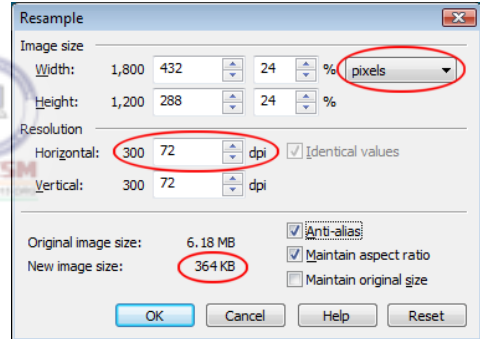 Resample
Image size
Width: 1,800 432 24 % pixels
Height: 1,200 288 24 %
Resolution
Horizontal: 300 72 dpi Identical values
Vertical: 300 72 dpi
Original image size: 6.18 MB Anti-alias
New image size: 364 KB Maintain aspect ratio
Maintain original size
OK Cancel Help Reset
SM